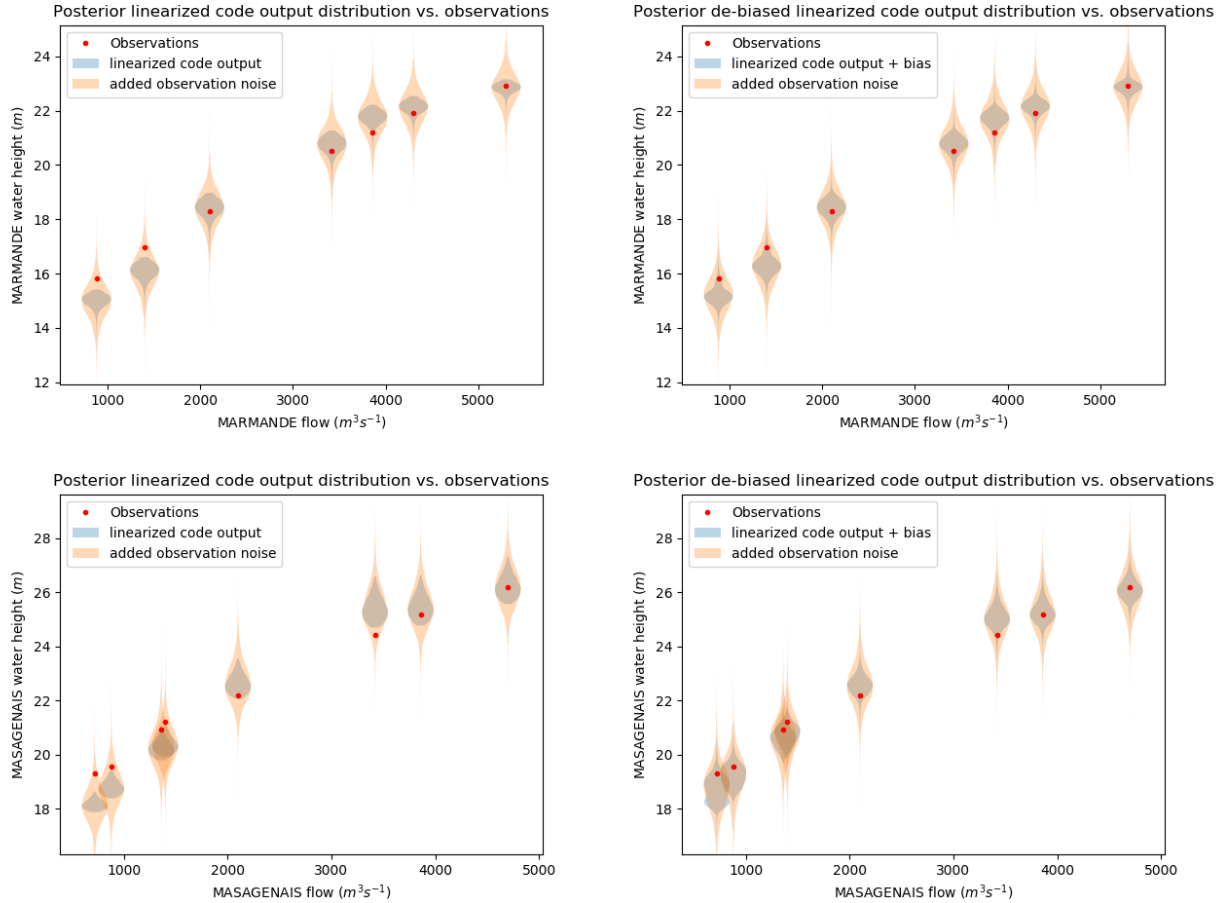 Posterior linearized code output distribution vs. observations
Observations
linearized code output
added observation noise
MARMANDE water height (m)
24
22
20
18
16
14
12
1000 2000 3000 4000 5000
MARMANDE flow (m³s⁻¹)
Posterior de-biased linearized code output distribution vs. observations
Observations
linearized code output + bias
added observation noise
MARMANDE water height (m)
24
22
20
18
16
14
12
1000 2000 3000 4000 5000
MARMANDE flow (m³s⁻¹)
Posterior linearized code output distribution vs. observations
Observations
linearized code output
added observation noise
MASAGENAIS water height (m)
28
26
24
22
20
18
1000 2000 3000 4000 5000
MASAGENAIS flow (m³s⁻¹)
Posterior de-biased linearized code output distribution vs. observations
Observations
linearized code output + bias
added observation noise
MASAGENAIS water height (m)
28
26
24
22
20
18
1000 2000 3000 4000 5000
MASAGENAIS flow (m³s⁻¹)